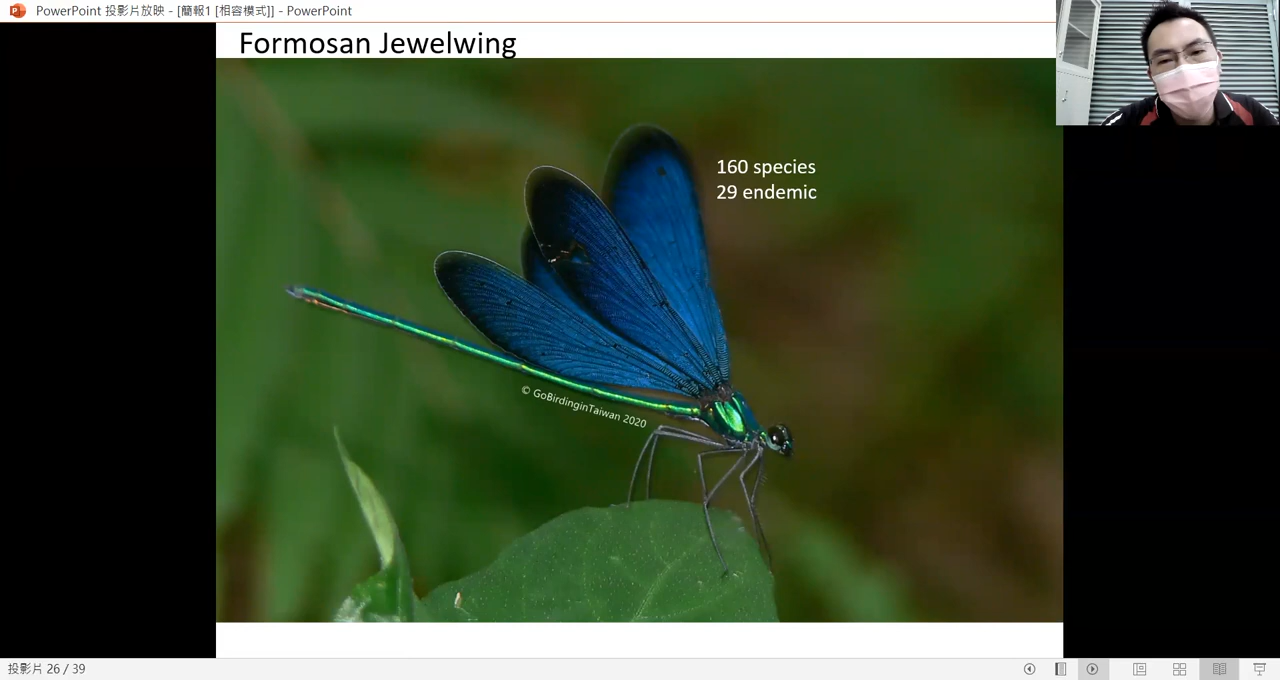 PowerPoint 投影片放映 - [簡報1 [相容模式]] - PowerPoint
Formosan Jewelwing
160 species
29 endemic
© GoBirdinginTaiwan 2020
投影片 26 / 39